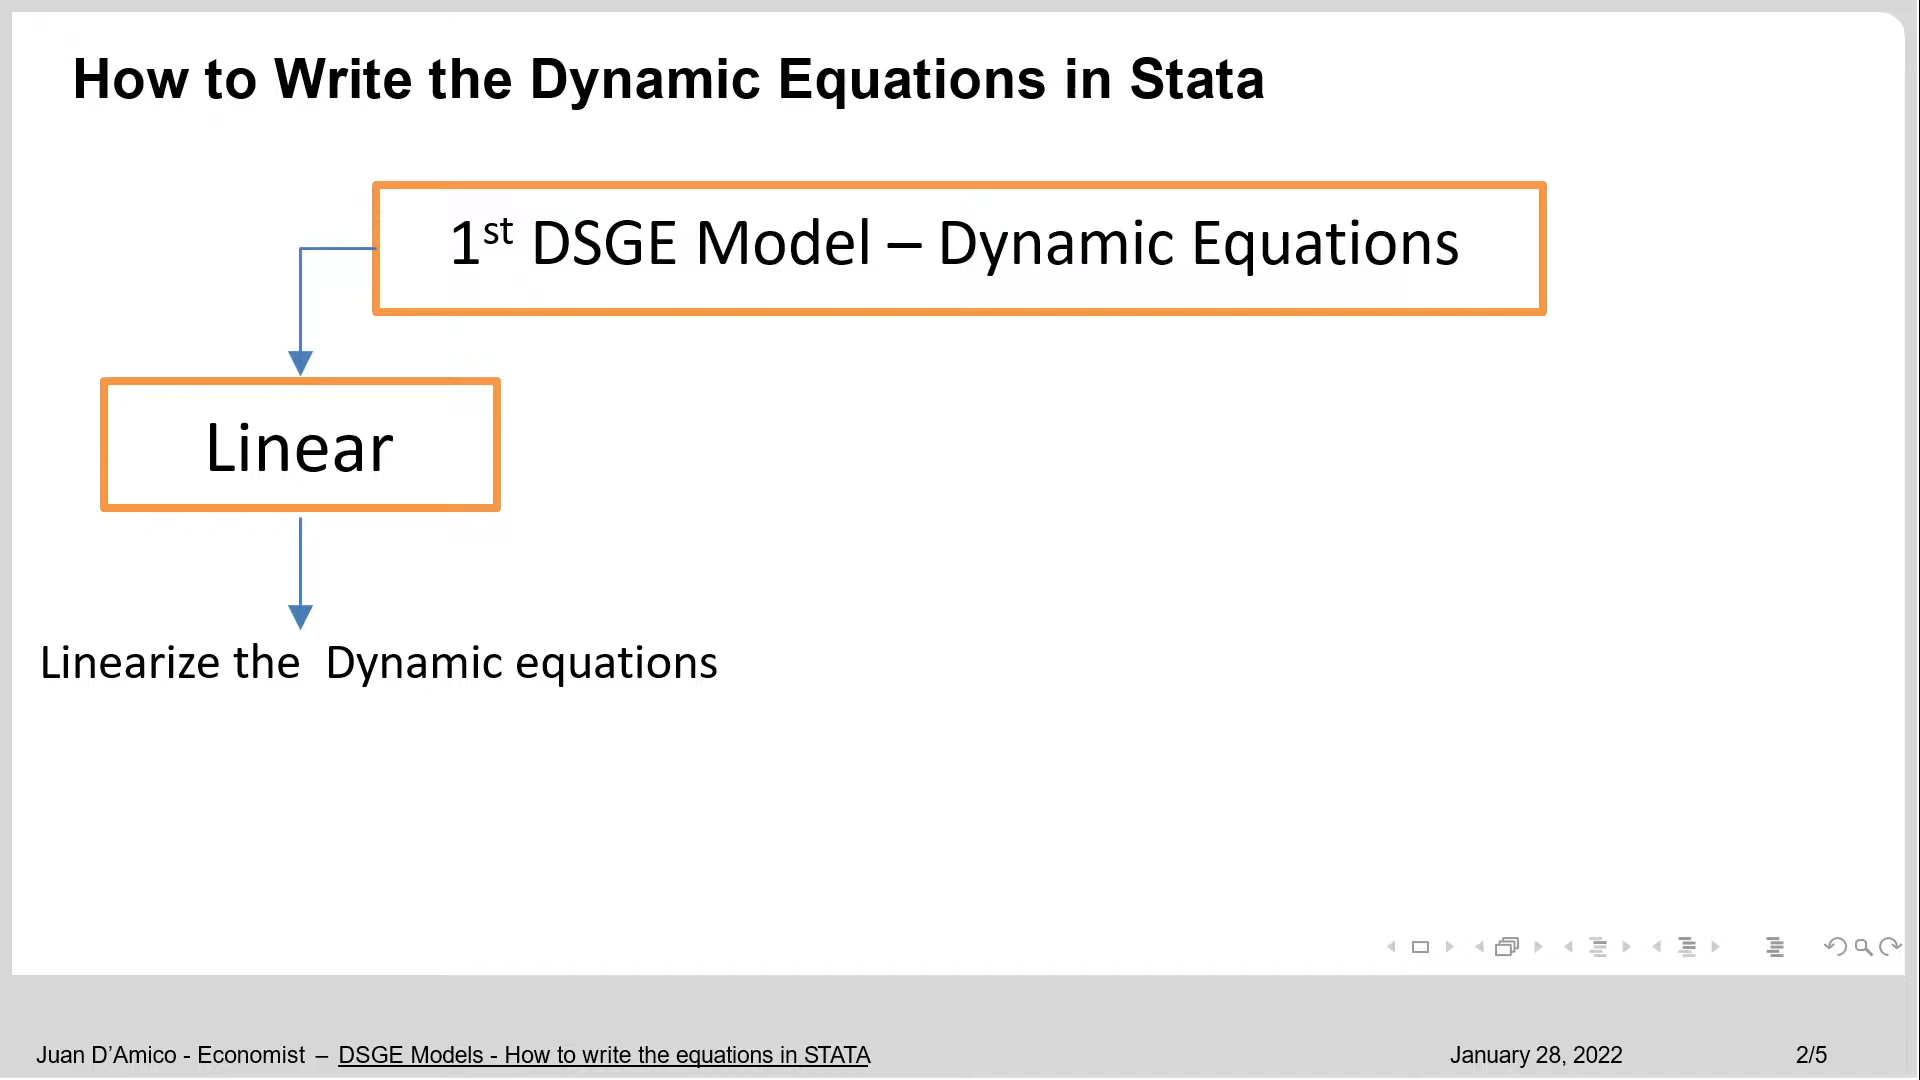 How to Write the Dynamic Equations in Stata
1st DSGE Model – Dynamic Equations
Linear
Linearize the  Dynamic equations
Juan D’Amico - Economist – DSGE Models - How to write the equations in STATA
January 28, 2022
2/5